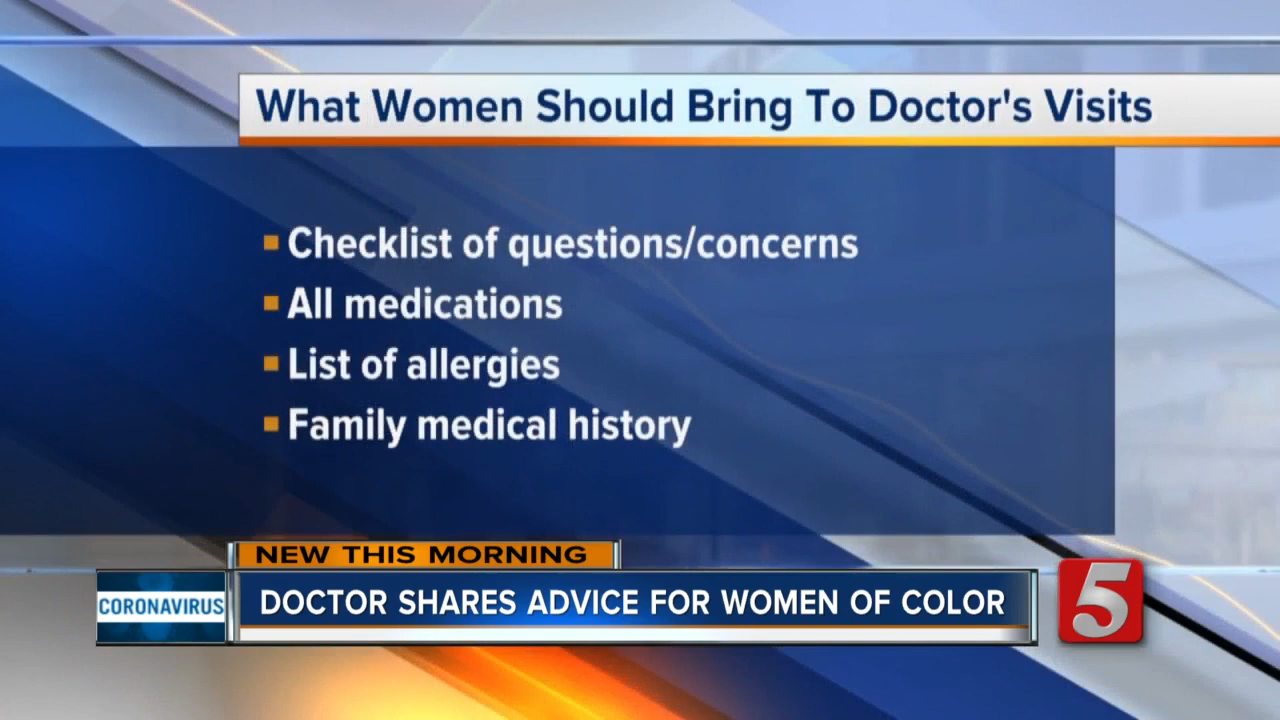 What Women Should Bring To Doctor's Visits
Checklist of questions/concerns
All medications
List of allergies
Family medical history
NEW THIS MORNING
CORONAVIRUS
DOCTOR SHARES ADVICE FOR WOMEN OF COLOR
5